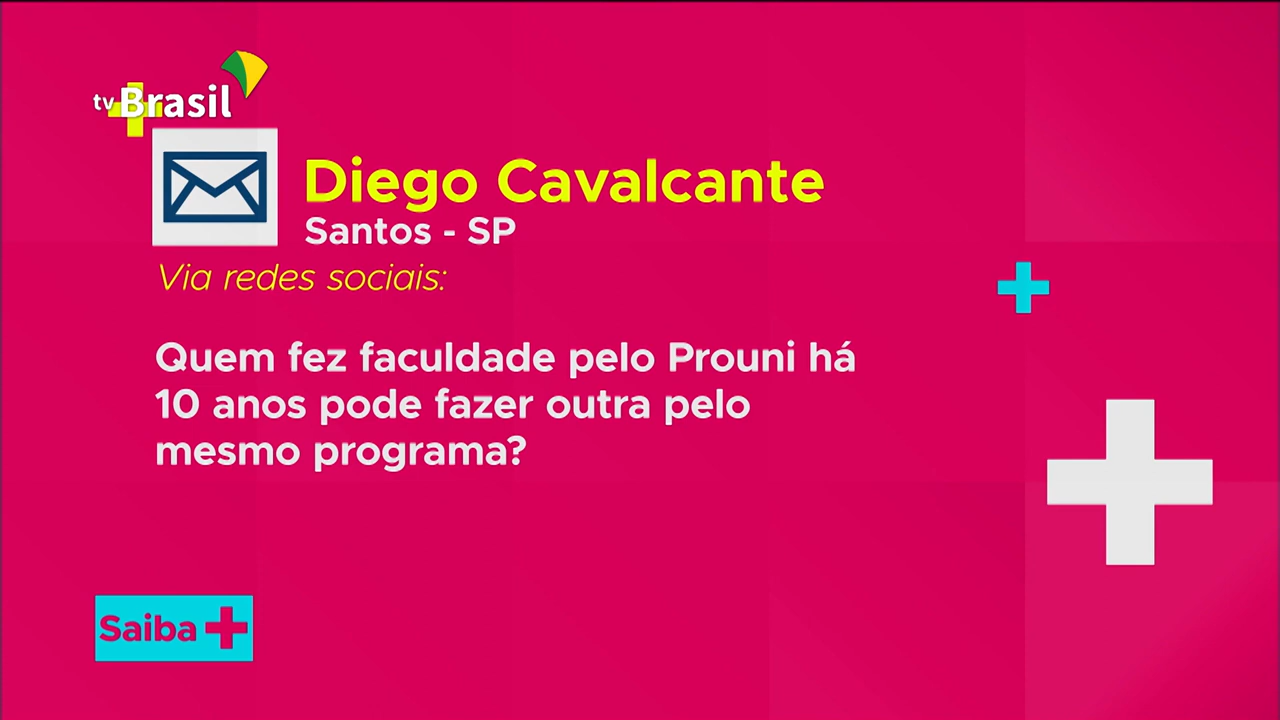 tv Brasil
Diego Cavalcante
Santos - SP
Via redes sociais:
Quem fez faculdade pelo Prouni há
10 anos pode fazer outra pelo
mesmo programa?
Saiba +